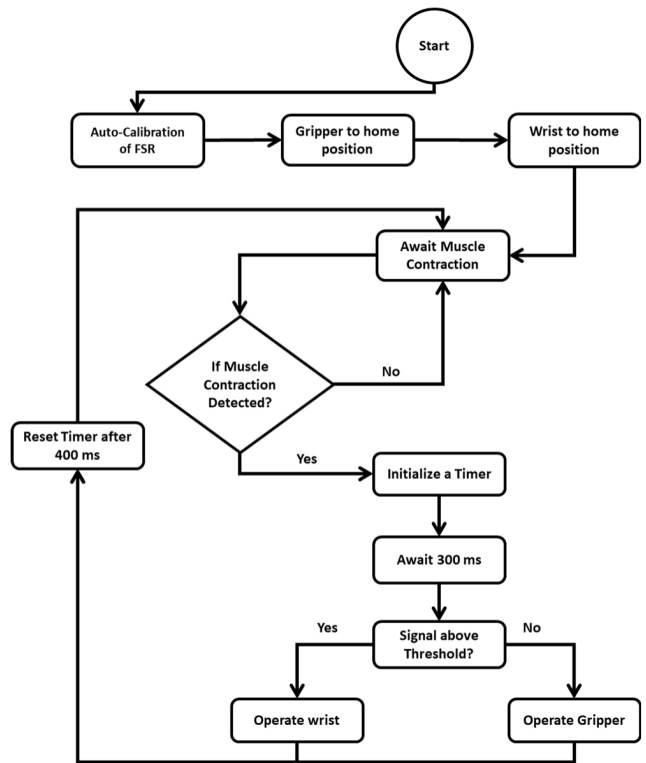 Start
Auto-Calibration
of FSR
Gripper to home
position
Wrist to home
position
Await Muscle
Contraction
If Muscle
Contraction
Detected?
No
Reset Timer after
400 ms
Yes
Initialize a Timer
Await 300 ms
Signal above
Threshold?
Yes
No
Operate wrist
Operate Gripper